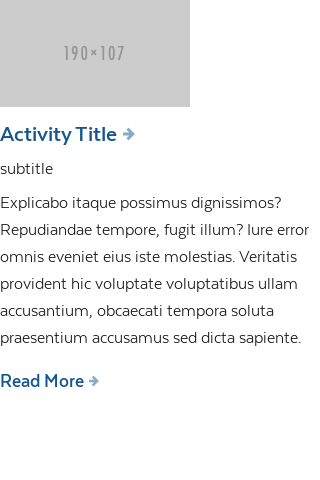 190×107
Activity Title
subtitle
Explicabo itaque possimus dignissimos?
Repudiandae tempore, fugit illum? Iure error
omnis eveniet eius iste molestias. Veritatis
provident hic voluptate voluptatibus ullam
accusantium, obcaecati tempora soluta
praesentium accusamus sed dicta sapiente.
Read More